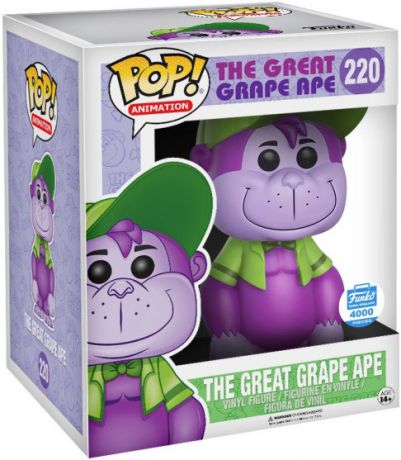 POP!
ANIMATION
THE GREAT
GRAPE APE
220
POP!
ANIMATION
THE GREAT GRAPE APE
220
Funko
4000
PIECES
THE GREAT GRAPE APE
VINYL FIGURE / FIGURINE EN VINYLE /
FIGURA DE VINIL
AGE
14+